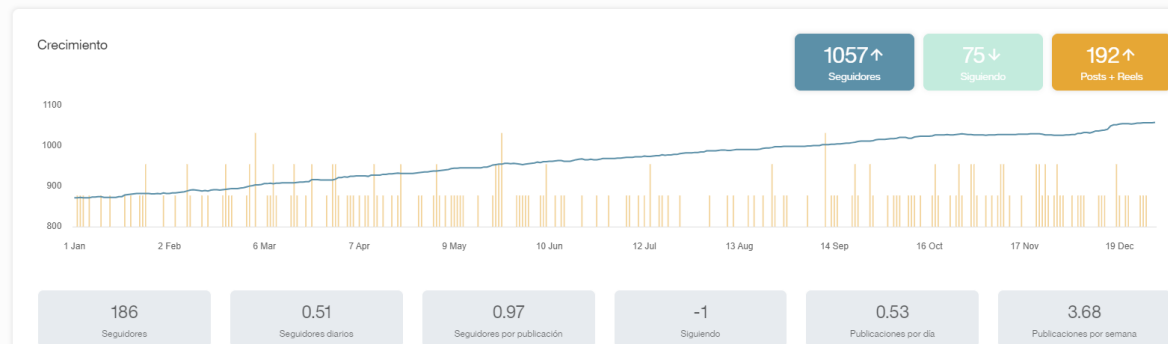 Crecimiento
1057↑ 75↓ 192↑
Seguidores Siguiendo Posts + Reels
1100
1000
900
800
1 Jan 2 Feb 6 Mar 7 Apr 9 May 10 Jun 12 Jul 13 Aug 14 Sep 16 Oct 17 Nov 19 Dec
186 0.51 0.97 -1 0.53 3.68
Seguidores Seguidores diarios Seguidores por publicación Siguiendo Publicaciones por día Publicaciones por semana